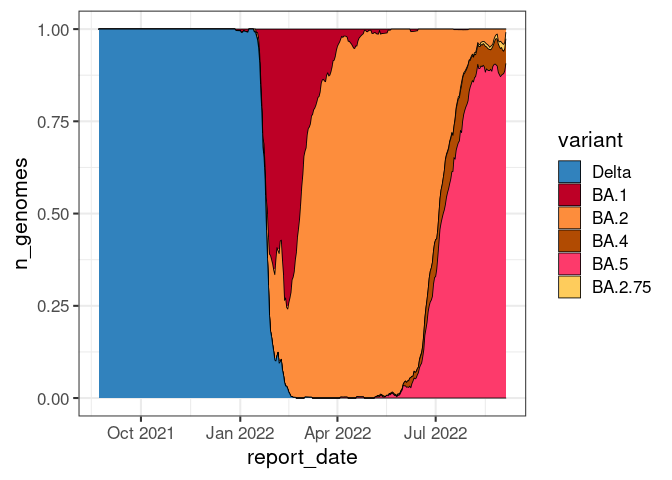 n_genomes
1.00
0.75
0.50
0.25
0.00
Oct 2021
Jan 2022
Apr 2022
Jul 2022
report_date
variant
Delta
BA.1
BA.2
BA.4
BA.5
BA.2.75